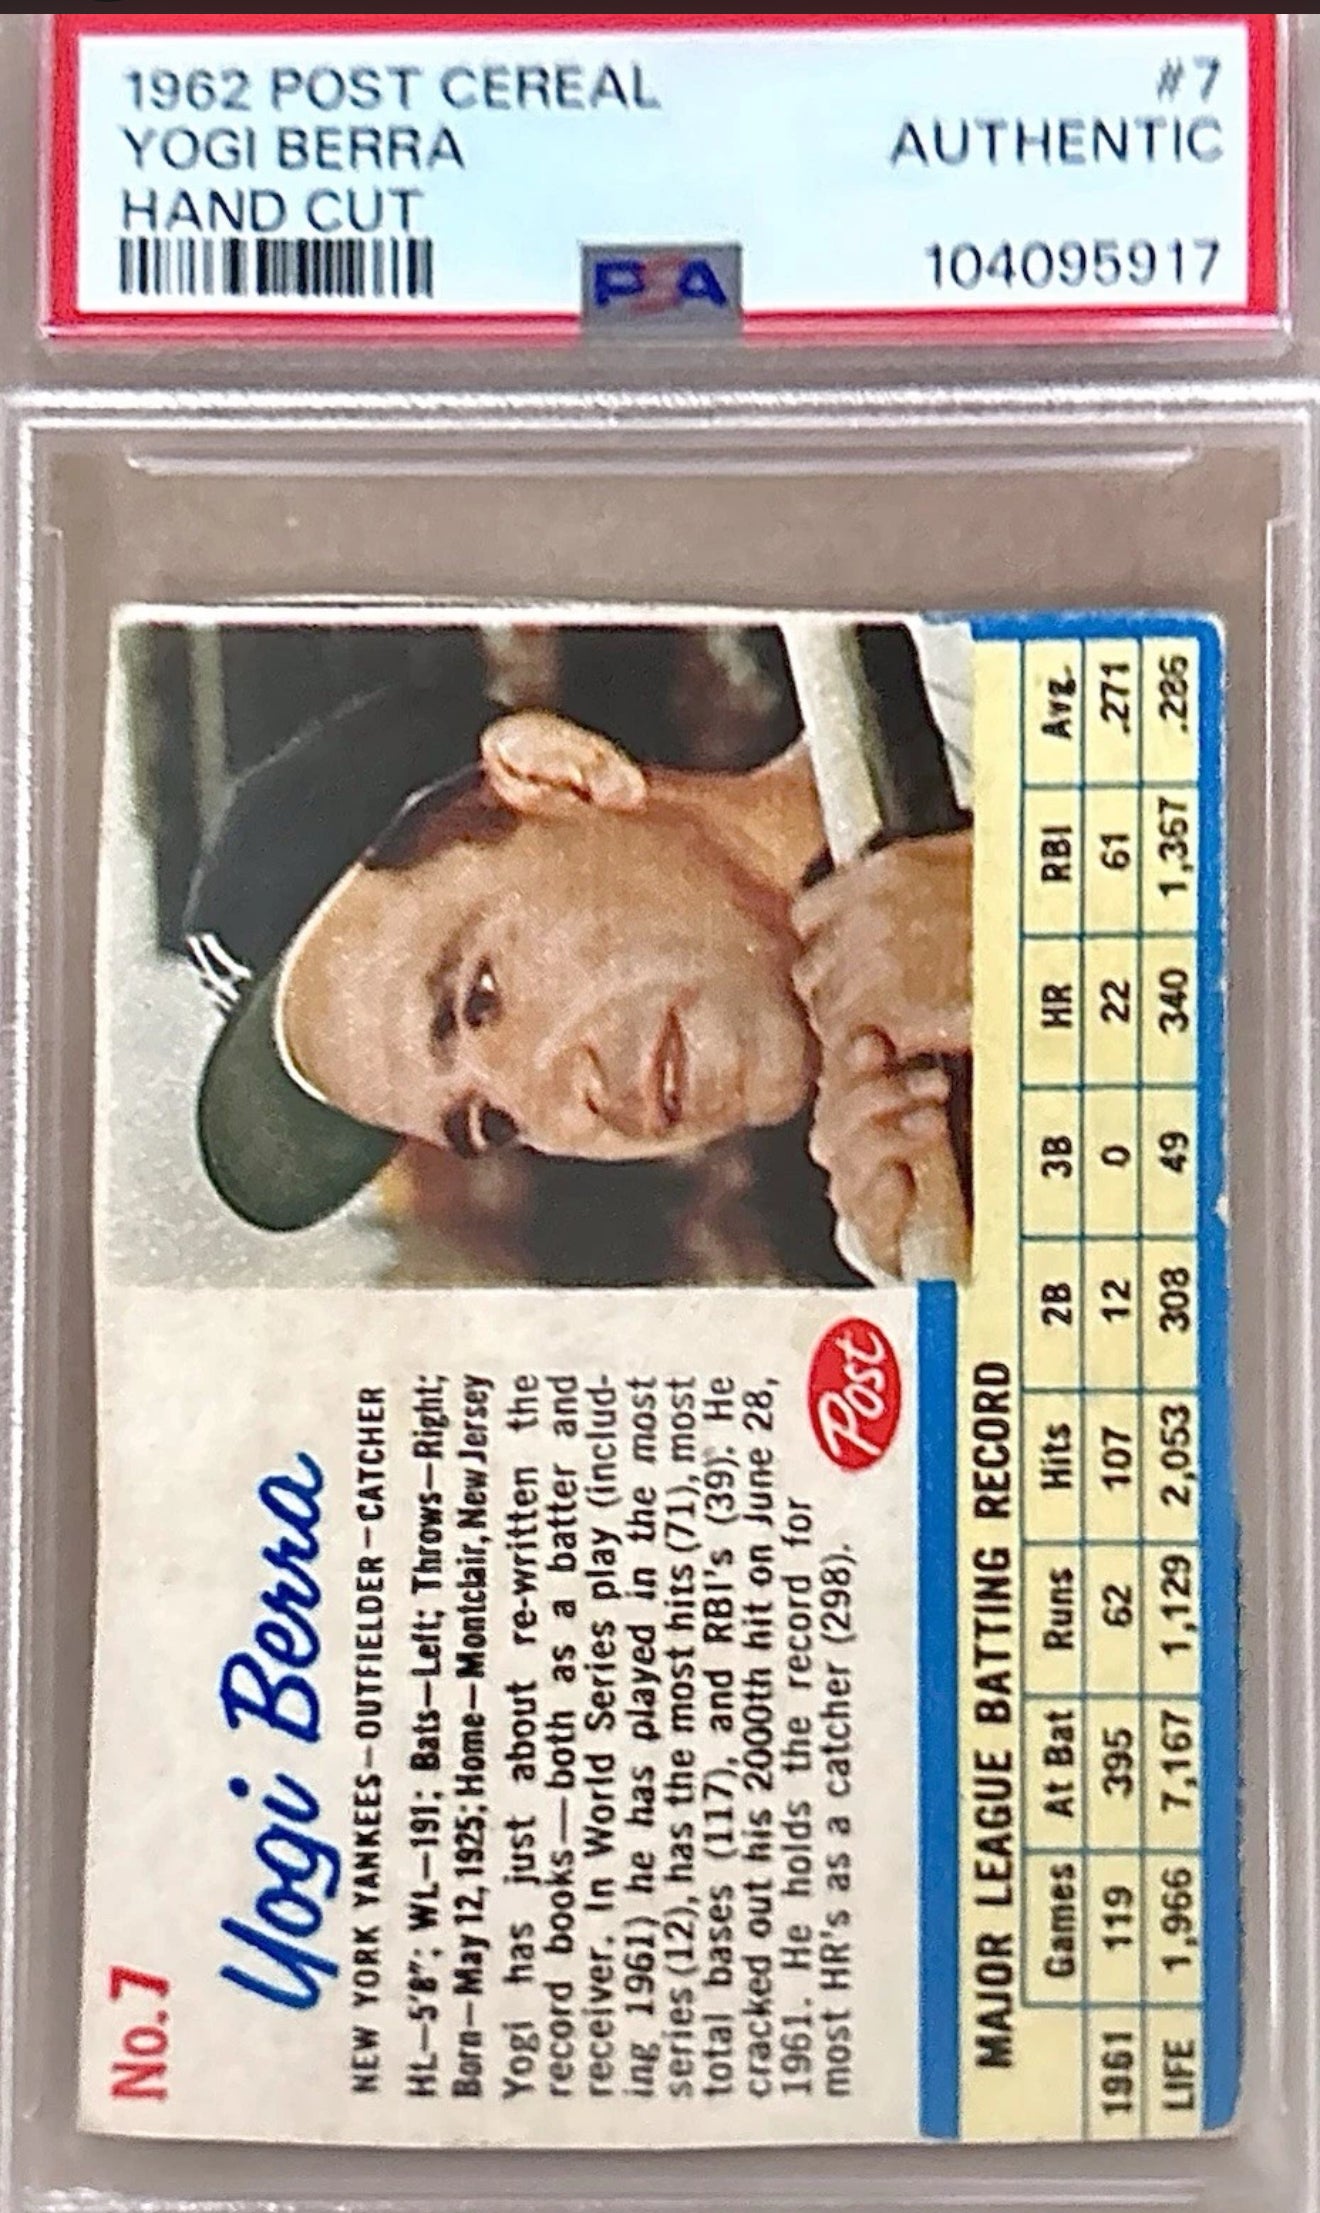 1962 POST CEREAL #7
YOGI BERRA AUTHENTIC
HAND CUT
PSA 104095917
No.7
Yogi Berra
NEW YORK YANKEES—OUTFIELDER—CATCHER
Ht.—5'8"; Wt.—191; Bats—Left; Throws—Right;
Born—May 12, 1925; Home—Montclair, New Jersey
Yogi has just about re-written the
record books—both as a batter and
receiver. In World Series play (includ-
ing 1961) he has played in the most
series (12), has the most hits (71), most
total bases (117), and RBI's (39). He
cracked out his 2000th hit on June 28,
1961. He holds the record for
most HR's as a catcher (298).
Post
MAJOR LEAGUE BATTING RECORD
Games At Bat Runs Hits 2B 3B HR RBI Avg.
1961 119 395 62 107 12 0 22 61 .271
LIFE 1,966 7,167 1,129 2,053 308 49 340 1,367 .286